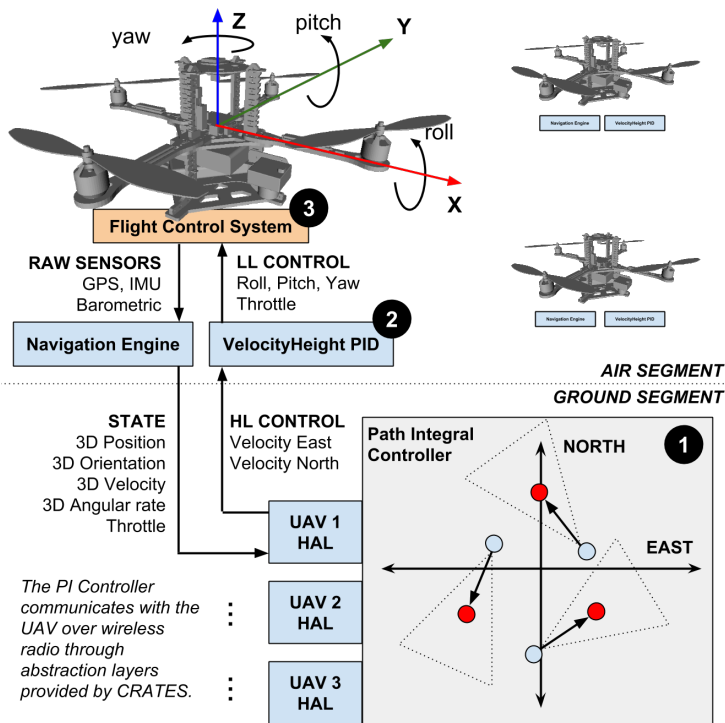 yaw
Z
pitch
Y
roll
X
Navigation Engine
VelocityHeight PID
3
Flight Control System
RAW SENSORS
GPS, IMU
Barometric
LL CONTROL
Roll, Pitch, Yaw
Throttle
2
Navigation Engine
VelocityHeight PID
Navigation Engine
VelocityHeight PID
AIR SEGMENT
GROUND SEGMENT
STATE
3D Position
3D Orientation
3D Velocity
3D Angular rate
Throttle
HL CONTROL
Velocity East
Velocity North
Path Integral
Controller
1
NORTH
EAST
UAV 1
HAL
UAV 2
HAL
UAV 3
HAL
The PI Controller
communicates with the
UAV over wireless
radio through
abstraction layers
provided by CRATES.